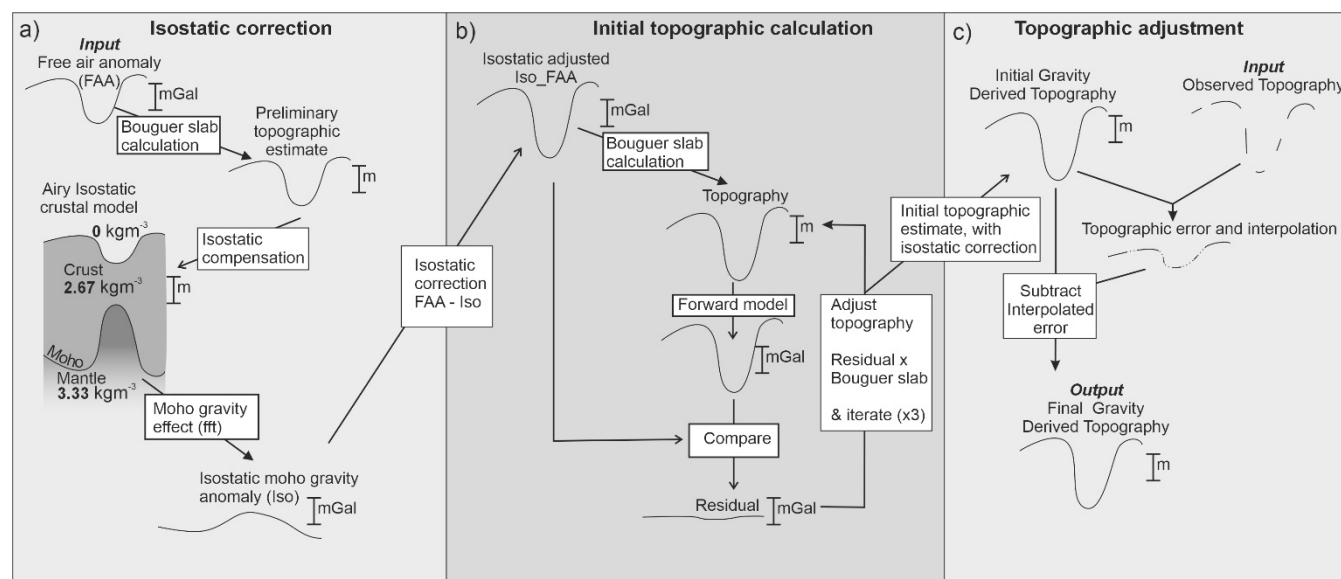 a)
Isostatic correction
Input
Free air anomaly
(FAA)
mGal
Bouguer slab
calculation
Preliminary
topographic
estimate
m
Airy Isostatic
crustal model
0 kgm-3
Crust
2.67 kgm-3
m
Isostatic
compensation
Moho
Mantle
3.33 kgm-3
Moho gravity
effect (fft)
Isostatic moho gravity
anomaly (Iso)
mGal
Isostatic
correction
FAA - Iso
b)
Initial topographic calculation
Isostatic adjusted
Iso_FAA
mGal
Bouguer slab
calculation
Topography
m
Forward model
mGal
Compare
Residual
mGal
Adjust
topography
Residual x
Bouguer slab
& iterate (x3)
Initial topographic
estimate, with
isostatic correction
c)
Topographic adjustment
Initial Gravity
Derived Topography
m
Input
Observed Topography
Topographic error and interpolation
Subtract
Interpolated
error
Output
Final Gravity
Derived Topography
m